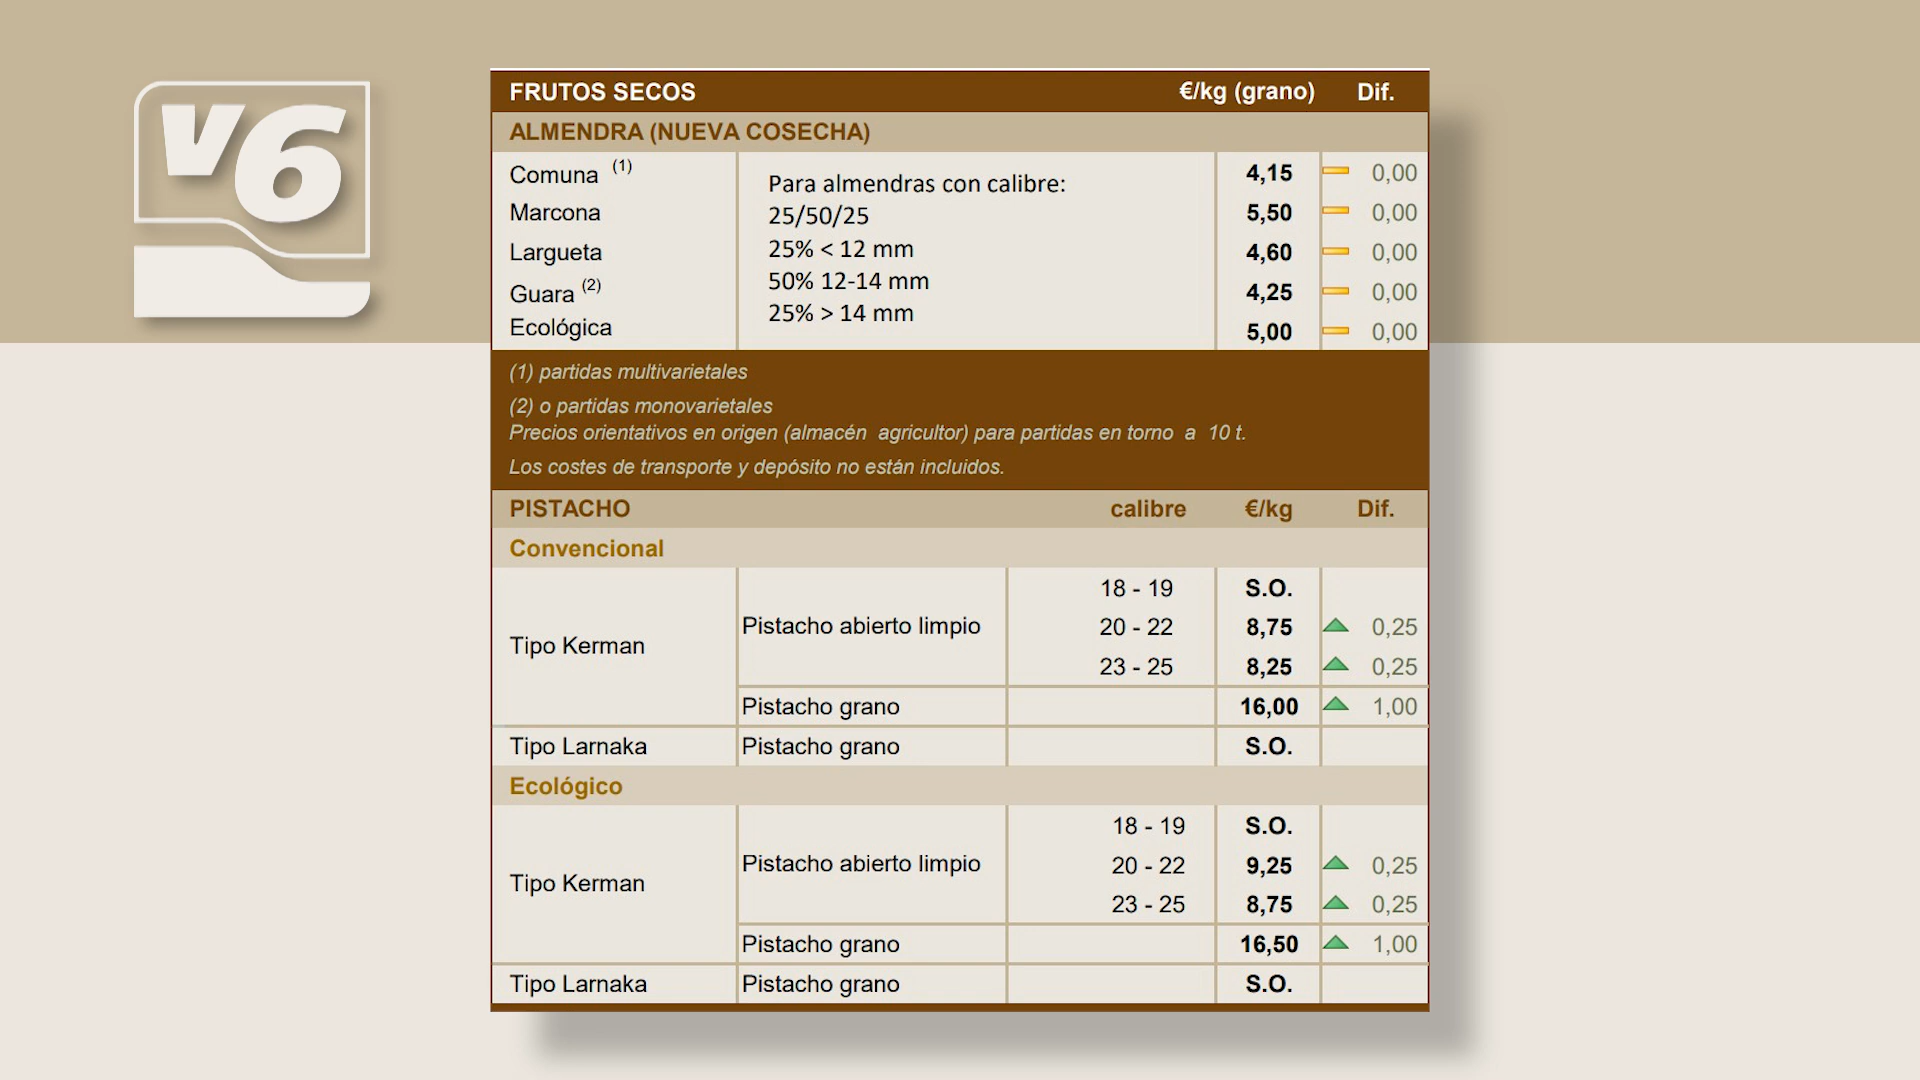 v6
FRUTOS SECOS €/kg (grano) Dif.
ALMENDRA (NUEVA COSECHA)
Comuna (1) 4,15 0,00
Marcona 5,50 0,00
Largueta 4,60 0,00
Guara (2) 4,25 0,00
Ecológica 5,00 0,00
Para almendras con calibre:
25/50/25
25% < 12 mm
50% 12-14 mm
25% > 14 mm
(1) partidas multivarietales
(2) o partidas monovarietales
Precios orientativos en origen (almacén agricultor) para partidas en torno a 10 t.
Los costes de transporte y depósito no están incluidos.
PISTACHO calibre €/kg Dif.
Convencional
Tipo Kerman
Pistacho abierto limpio
18 - 19 S.O.
20 - 22 8,75 0,25
23 - 25 8,25 0,25
Pistacho grano 16,00 1,00
Tipo Larnaka Pistacho grano S.O.
Ecológico
Tipo Kerman
Pistacho abierto limpio
18 - 19 S.O.
20 - 22 9,25 0,25
23 - 25 8,75 0,25
Pistacho grano 16,50 1,00
Tipo Larnaka Pistacho grano S.O.